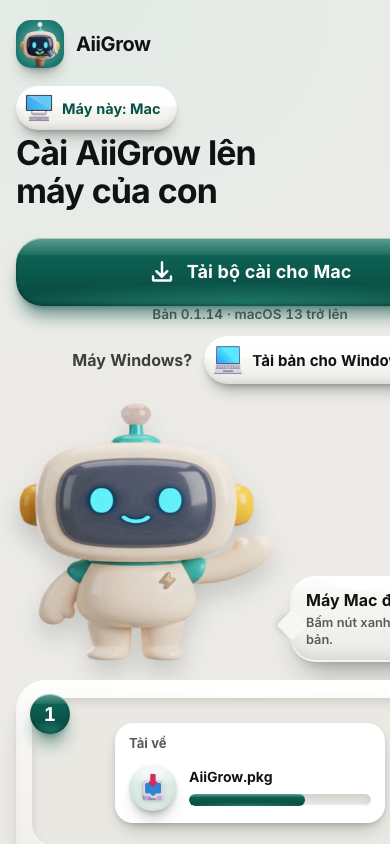 AiiGrow
Máy này: Mac
Cài AiiGrow lên
máy của con
Tải bộ cài cho Mac
Bản 0.1.14 · macOS 13 trở lên
Máy Windows?
Tải bản cho
Máy Mac
Bấm nút xanh
bản.
1
Tải về
AiiGrow.pkg